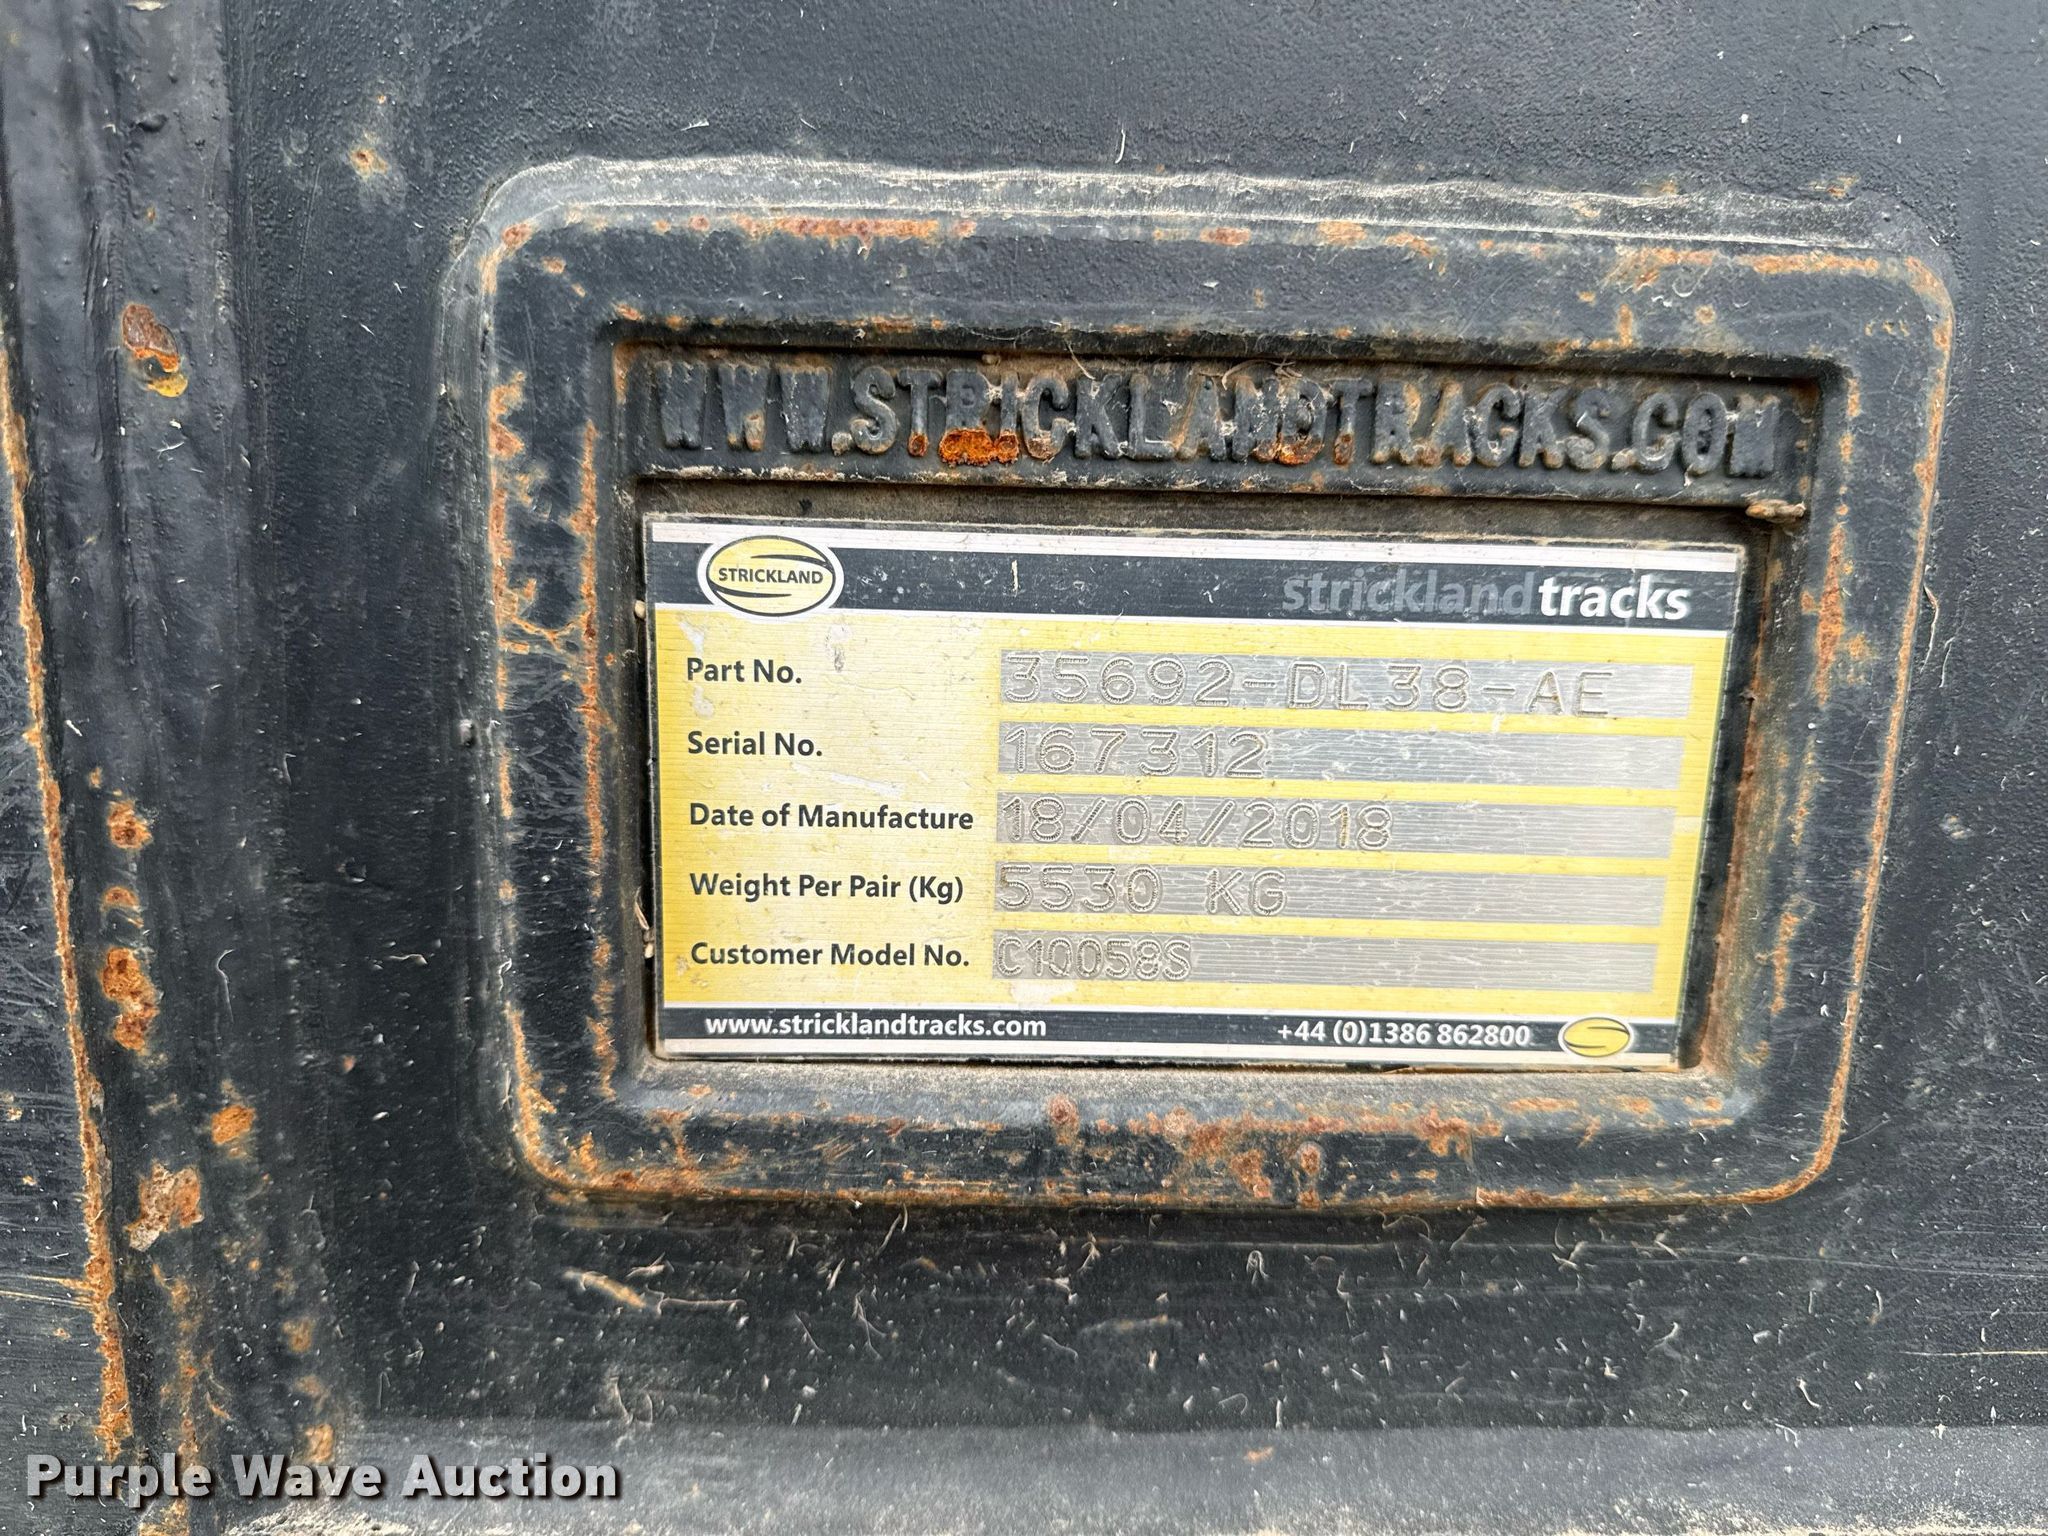 WWW.STRICKLANDTRACKS.COM
STRICKLAND
stricklandtracks
Part No. 35692-DL38-AE
Serial No. 167312
Date of Manufacture 18/04/2018
Weight Per Pair (Kg) 5530 KG
Customer Model No. C10058S
www.stricklandtracks.com +44 (0)1386 862800
Purple Wave Auction